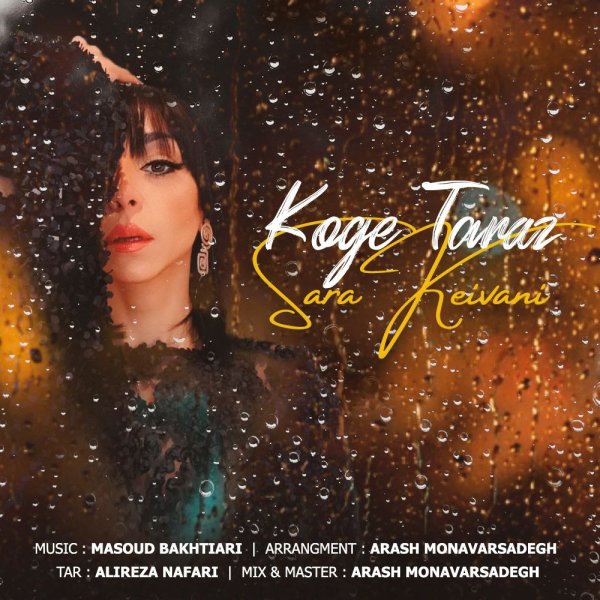 Koge Taraz
Sara Keivani
MUSIC : MASOUD BAKHTIARI | ARRANGMENT : ARASH MONAVARSADEGH
TAR : ALIREZA NAFARI | MIX & MASTER : ARASH MONAVARSADEGH